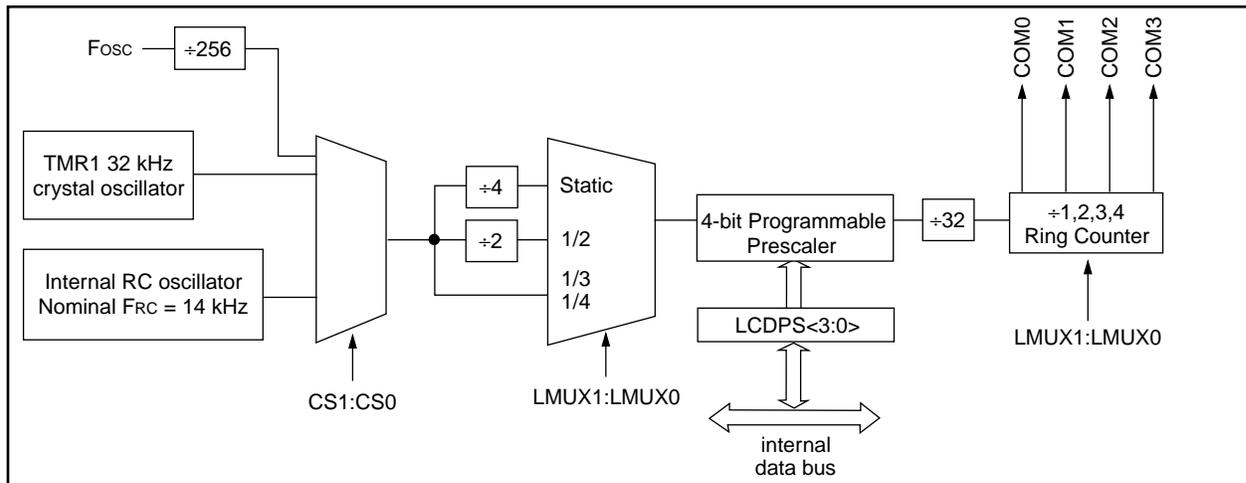 FOSC
÷256
TMR1 32 kHz
crystal oscillator
Internal RC oscillator
Nominal FRC = 14 kHz
CS1:CS0
÷4
÷2
Static
1/2
1/3
1/4
LMUX1:LMUX0
4-bit Programmable
Prescaler
LCDPS<3:0>
internal
data bus
÷32
COM0
COM1
COM2
COM3
÷1,2,3,4
Ring Counter
LMUX1:LMUX0